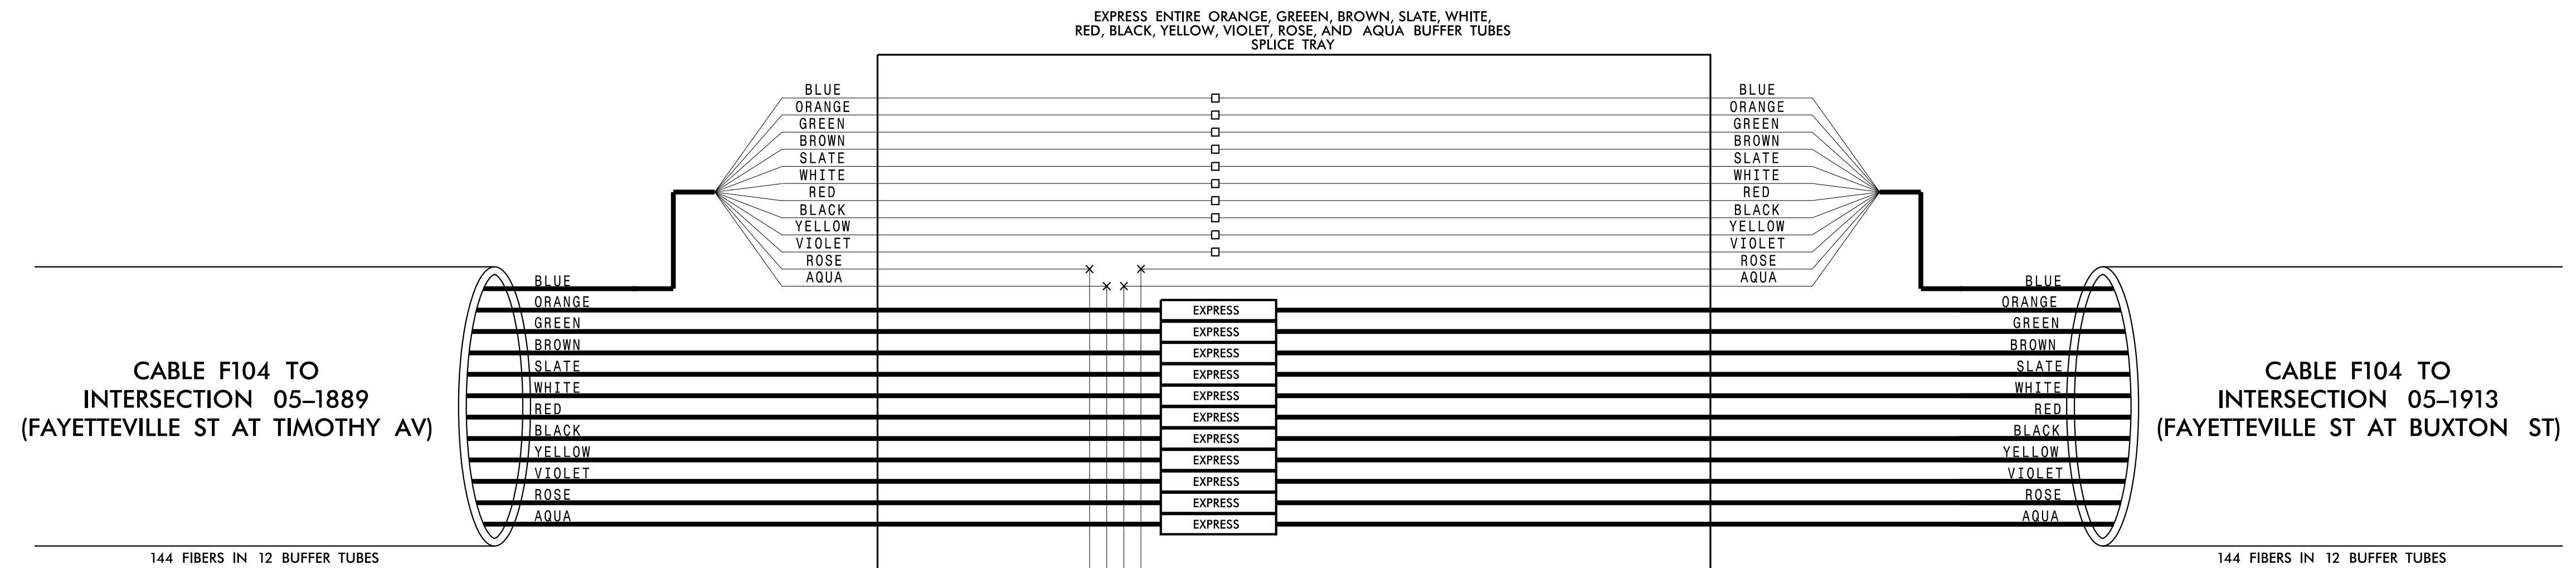 EXPRESS ENTIRE ORANGE, GREEEN, BROWN, SLATE, WHITE,
RED, BLACK, YELLOW, VIOLET, ROSE, AND AQUA BUFFER TUBES
SPLICE TRAY
BLUE
ORANGE
GREEN
BROWN
SLATE
WHITE
RED
BLACK
YELLOW
VIOLET
ROSE
AQUA
BLUE
ORANGE
GREEN
BROWN
SLATE
WHITE
RED
BLACK
YELLOW
VIOLET
ROSE
AQUA
CABLE F104 TO
INTERSECTION 05–1889
(FAYETTEVILLE ST AT TIMOTHY AV)
144 FIBERS IN 12 BUFFER TUBES
BLUE
ORANGE
GREEN
BROWN
SLATE
WHITE
RED
BLACK
YELLOW
VIOLET
ROSE
AQUA
EXPRESS
EXPRESS
EXPRESS
EXPRESS
EXPRESS
EXPRESS
EXPRESS
EXPRESS
EXPRESS
EXPRESS
EXPRESS
BLUE
ORANGE
GREEN
BROWN
SLATE
WHITE
RED
BLACK
YELLOW
VIOLET
ROSE
AQUA
CABLE F104 TO
INTERSECTION 05–1913
(FAYETTEVILLE ST AT BUXTON ST)
144 FIBERS IN 12 BUFFER TUBES